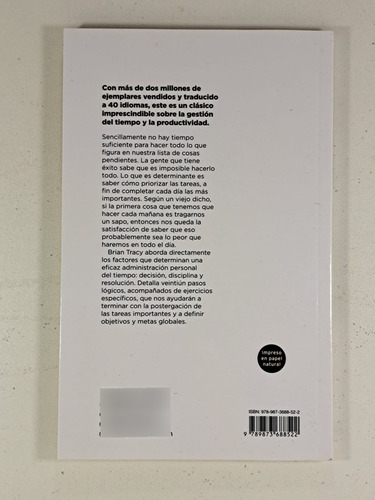 Con más de dos millones de
ejemplares vendidos y traducido
a 40 idiomas, este es un clásico
imprescindible sobre la gestión
del tiempo y la productividad.
Sencillamente no hay tiempo
suficiente para hacer todo lo que
figura en nuestra lista de cosas
pendientes. La gente que tiene
éxito sabe que es imposible hacerlo
todo. Lo que es determinante es
saber cómo priorizar las tareas, a
fin de completar cada día las más
importantes. Según un viejo dicho,
si la primera cosa que tenemos que
hacer cada mañana es tragarnos
un sapo, entonces nos queda la
satisfacción de saber que eso
probablemente sea lo peor que
haremos en todo el día.
Brian Tracy aborda directamente
los factores que determinan una
eficaz administración personal
del tiempo: decisión, disciplina y
resolución. Detalla veintiún pasos
lógicos, acompañados de ejercicios
específicos, que nos ayudarán a
terminar con la postergación de
las tareas importantes y a definir
objetivos y metas globales.
impreso
en papel
natural
ISBN: 978-987-3688-52-2
9 789873 688522